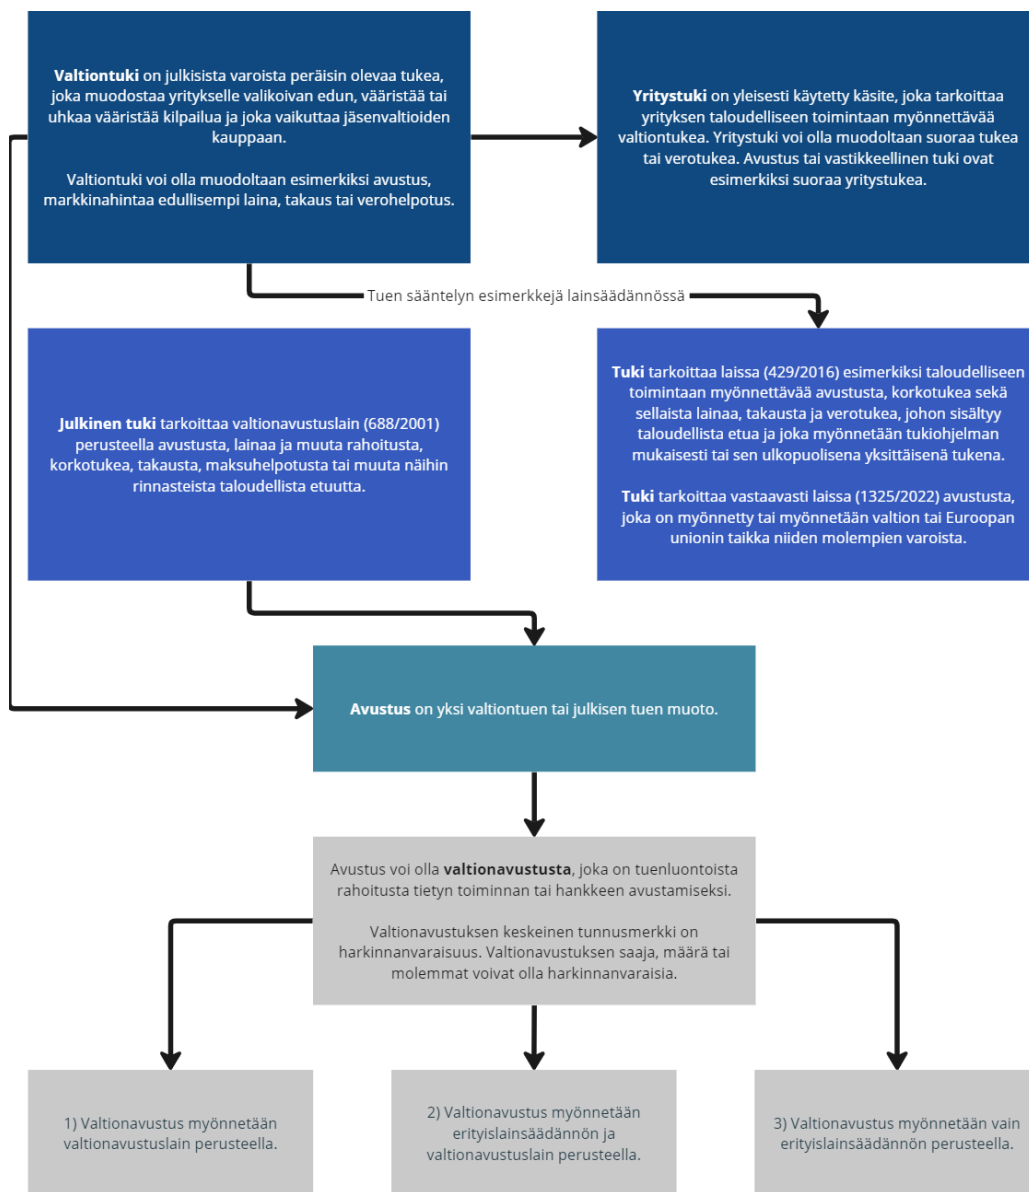 Valtiontuki on julkisista varoista peräisin olevaa tukea,
joka muodostaa yritykselle valikoivan edun, vääristää tai
uhkaa vääristää kilpailua ja joka vaikuttaa jäsenvaltioiden
kauppaan.
Valtiontuki voi olla muodoltaan esimerkiksi avustus,
markkinahintaa edullisempi laina, takaus tai verohelpotus.
Yritystuki on yleisesti käytetty käsite, joka tarkoittaa
yrityksen taloudelliseen toimintaan myönnettävää
valtiontukea. Yritystuki voi olla muodoltaan suoraa tukea
tai verotukea. Avustus tai vastikkeellinen tuki ovat
esimerkiksi suoraa yritystukea.
Tuen sääntelyn esimerkkejä lainsäädännössä
Julkinen tuki tarkoittaa valtionavustuslain (688/2001)
perusteella avustusta, lainaa ja muuta rahoitusta,
korkotukea, takausta, maksuhelpotusta tai muuta näihin
rinnasteista taloudellista etuutta.
Tuki tarkoittaa laissa (429/2016) esimerkiksi taloudelliseen
toimintaan myönnettävää avustusta, korkotukea sekä
sellaista lainaa, takausta ja verotukea, johon sisältyy
taloudellista etua ja joka myönnetään tukiohjelman
mukaisesti tai sen ulkopuolisena yksittäisenä tukena.
Tuki tarkoittaa vastaavasti laissa (1325/2022) avustusta,
joka on myönnetty tai myönnetään valtion tai Euroopan
unionin taikka niiden molempien varoista.
Avustus on yksi valtiontuen tai julkisen tuen muoto.
Avustus voi olla valtionavustusta, joka on tuenluontoista
rahoitusta tietyn toiminnan tai hankkeen avustamiseksi.
Valtionavustuksen keskeinen tunnusmerkki on
harkinnanvaraisuus. Valtionavustuksen saaja, määrä tai
molemmat voivat olla harkinnanvaraisia.
1) Valtionavustus myönnetään
valtionavustuslain perusteella.
2) Valtionavustus myönnetään
erityislainsäädännön ja
valtionavustuslain perusteella.
3) Valtionavustus myönnetään vain
erityislainsäädännön perusteella.